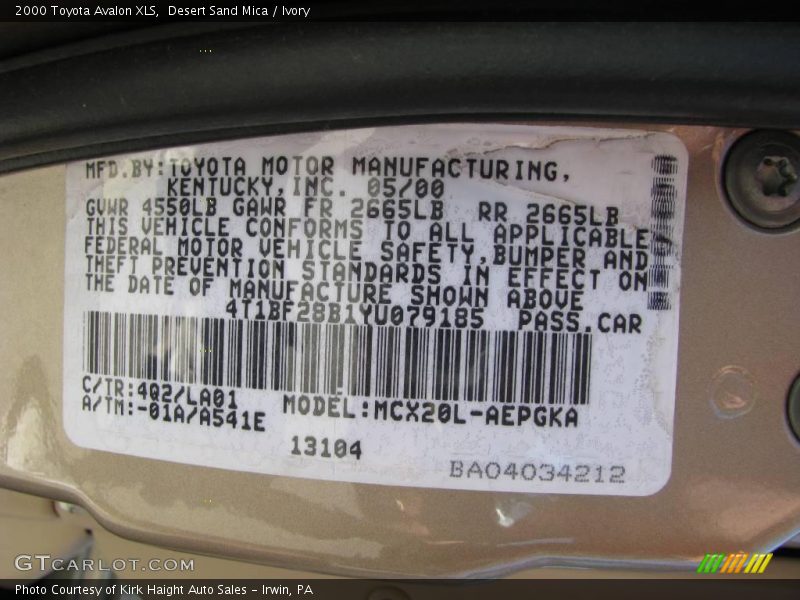 2000 Toyota Avalon XLS,  Desert Sand Mica / Ivory
MFD.BY:TOYOTA MOTOR MANUFACTURING,
KENTUCKY,INC. 05/00
GVWR 4550LB GAWR FR 2665LB  RR 2665LB
THIS VEHICLE CONFORMS TO ALL APPLICABLE
FEDERAL MOTOR VEHICLE SAFETY,BUMPER AND
THEFT PREVENTION STANDARDS IN EFFECT ON
THE DATE OF MANUFACTURE SHOWN ABOVE
4T1BF28B1YU079185  PASS.CAR
C/TR:4Q2/LA01
A/TM:-01A/A541E
MODEL:MCX20L-AEPGKA
13104
BA04034212
GTCARLOT.COM
Photo Courtesy of Kirk Haight Auto Sales – Irwin, PA